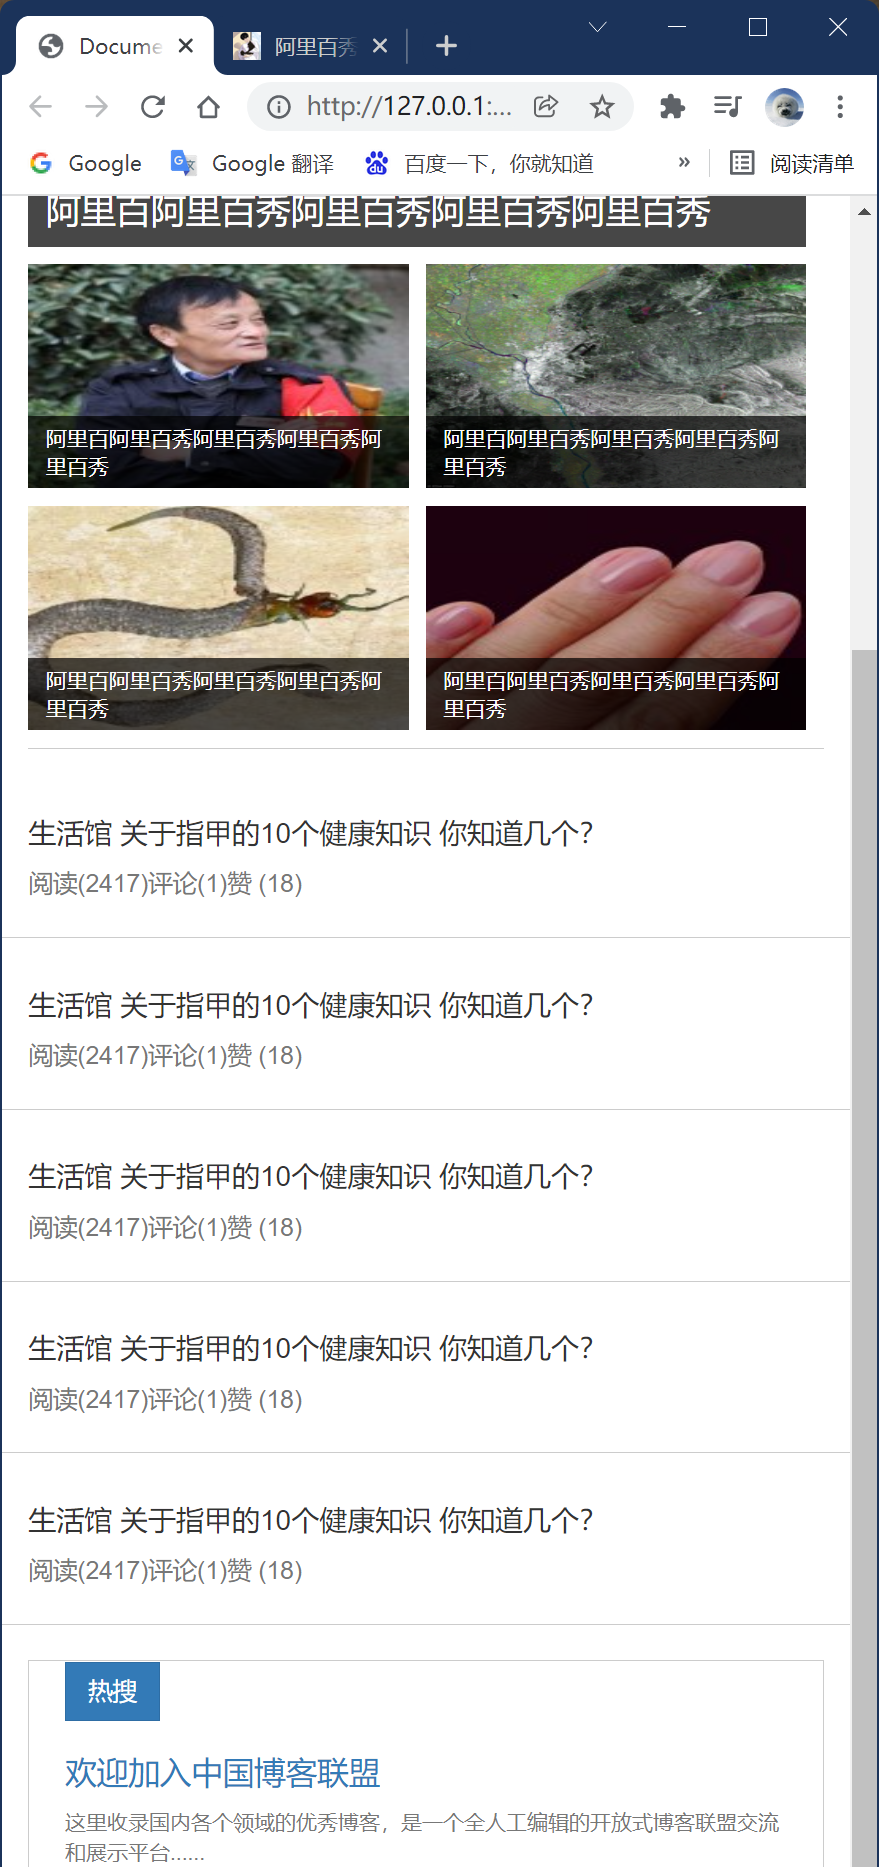 Docume
阿里百秀
http://127.0.0.1:...
Google
Google 翻译
百度一下，你就知道
»
阅读清单
阿里百阿里百秀阿里百秀阿里百秀阿里百秀
阿里百阿里百秀阿里百秀阿里百秀阿
里百秀
阿里百阿里百秀阿里百秀阿里百秀阿
里百秀
阿里百阿里百秀阿里百秀阿里百秀阿
里百秀
阿里百阿里百秀阿里百秀阿里百秀阿
里百秀
生活馆 关于指甲的10个健康知识 你知道几个？
阅读(2417)评论(1)赞 (18)
生活馆 关于指甲的10个健康知识 你知道几个？
阅读(2417)评论(1)赞 (18)
生活馆 关于指甲的10个健康知识 你知道几个？
阅读(2417)评论(1)赞 (18)
生活馆 关于指甲的10个健康知识 你知道几个？
阅读(2417)评论(1)赞 (18)
生活馆 关于指甲的10个健康知识 你知道几个？
阅读(2417)评论(1)赞 (18)
热搜
欢迎加入中国博客联盟
这里收录国内各个领域的优秀博客，是一个全人工编辑的开放式博客联盟交流
和展示平台......